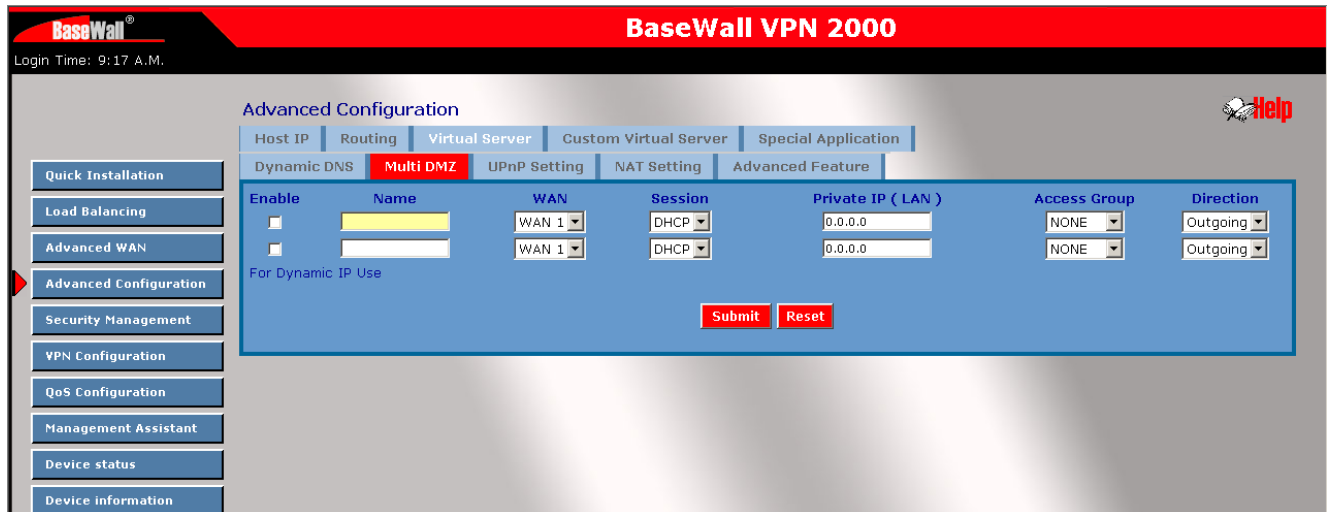 BaseWall®
BaseWall VPN 2000
Login Time: 9:17 A.M.
Advanced Configuration
Help
Host IP Routing Virtual Server Custom Virtual Server Special Application
Dynamic DNS Multi DMZ UPnP Setting NAT Setting Advanced Feature
Enable Name WAN Session Private IP ( LAN ) Access Group Direction
WAN 1 DHCP 0.0.0.0 NONE Outgoing
WAN 1 DHCP 0.0.0.0 NONE Outgoing
For Dynamic IP Use
Submit Reset
Quick Installation
Load Balancing
Advanced WAN
Advanced Configuration
Security Management
VPN Configuration
QoS Configuration
Management Assistant
Device status
Device information